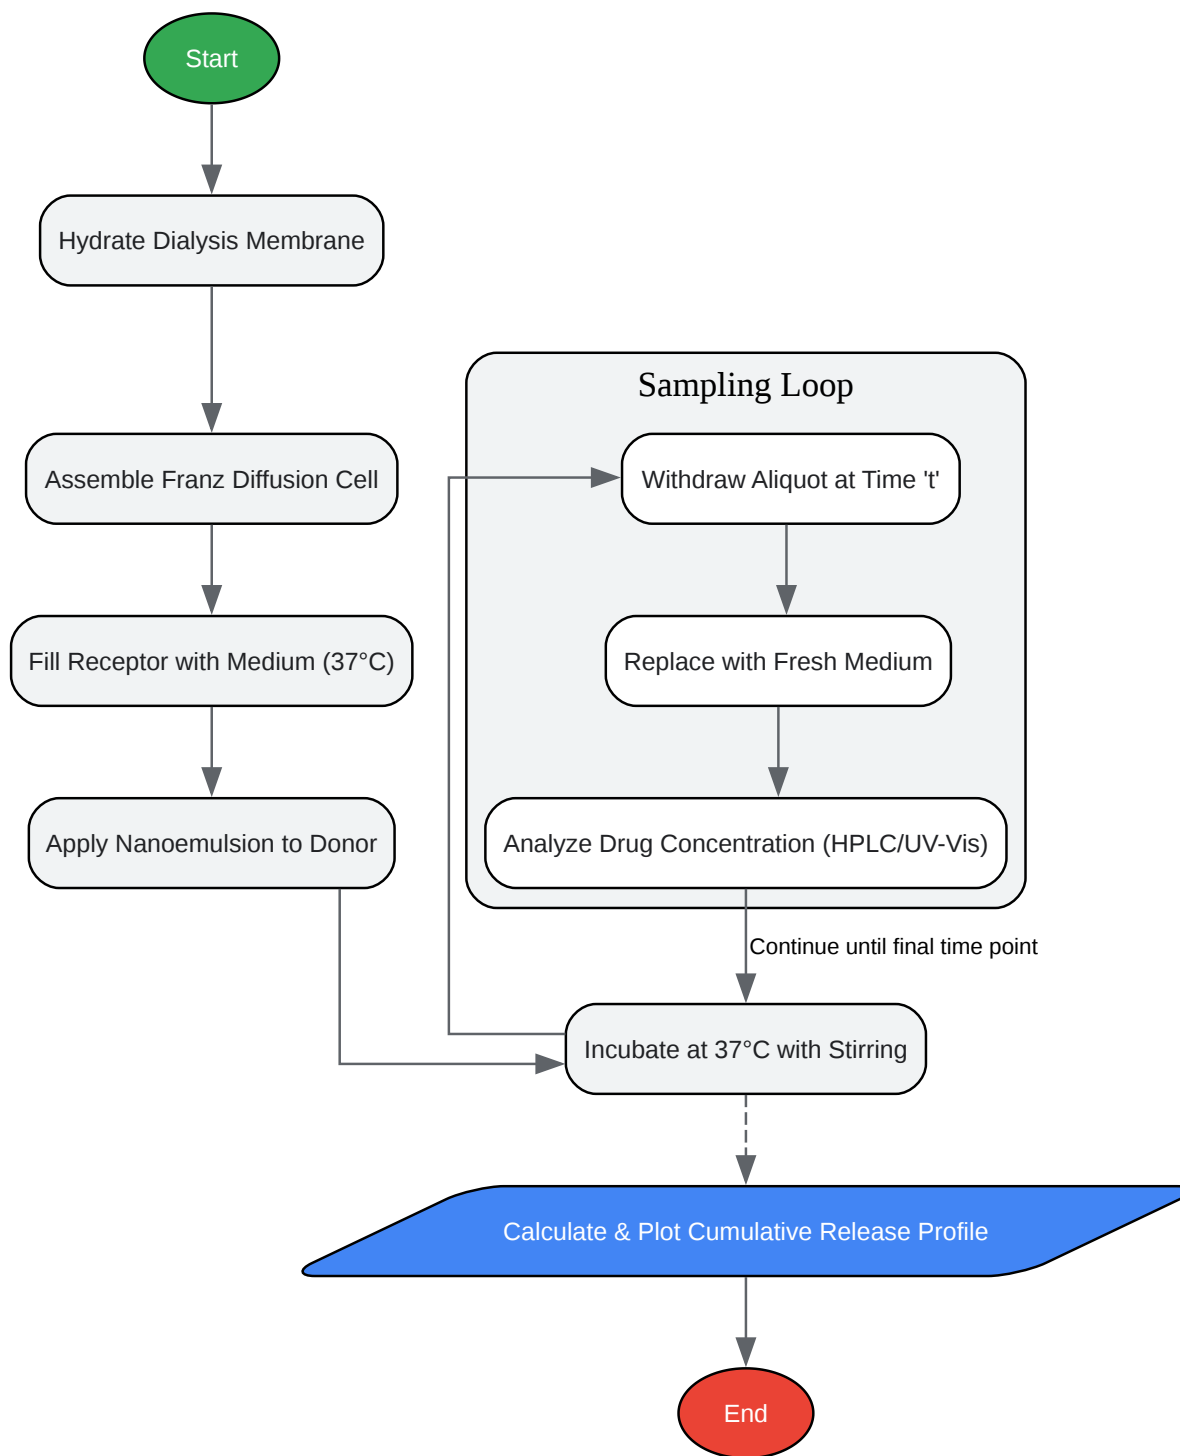 Start
Hydrate Dialysis Membrane
Assemble Franz Diffusion Cell
Fill Receptor with Medium (37°C)
Apply Nanoemulsion to Donor
Sampling Loop
Withdraw Aliquot at Time 't'
Replace with Fresh Medium
Analyze Drug Concentration (HPLC/UV-Vis)
Continue until final time point
Incubate at 37°C with Stirring
Calculate & Plot Cumulative Release Profile
End